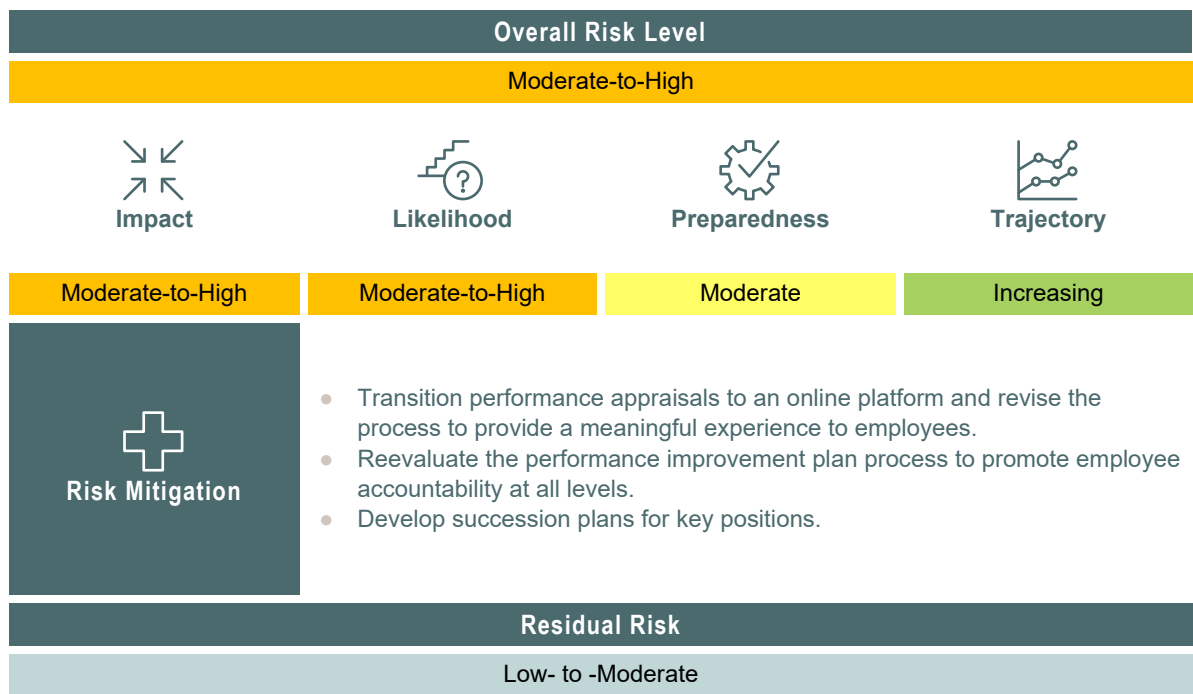 Overall Risk Level
Moderate-to-High
Impact
Likelihood
Preparedness
Trajectory
Moderate-to-High
Moderate-to-High
Moderate
Increasing
Risk Mitigation
● Transition performance appraisals to an online platform and revise the
process to provide a meaningful experience to employees.
● Reevaluate the performance improvement plan process to promote employee
accountability at all levels.
● Develop succession plans for key positions.
Residual Risk
Low- to -Moderate